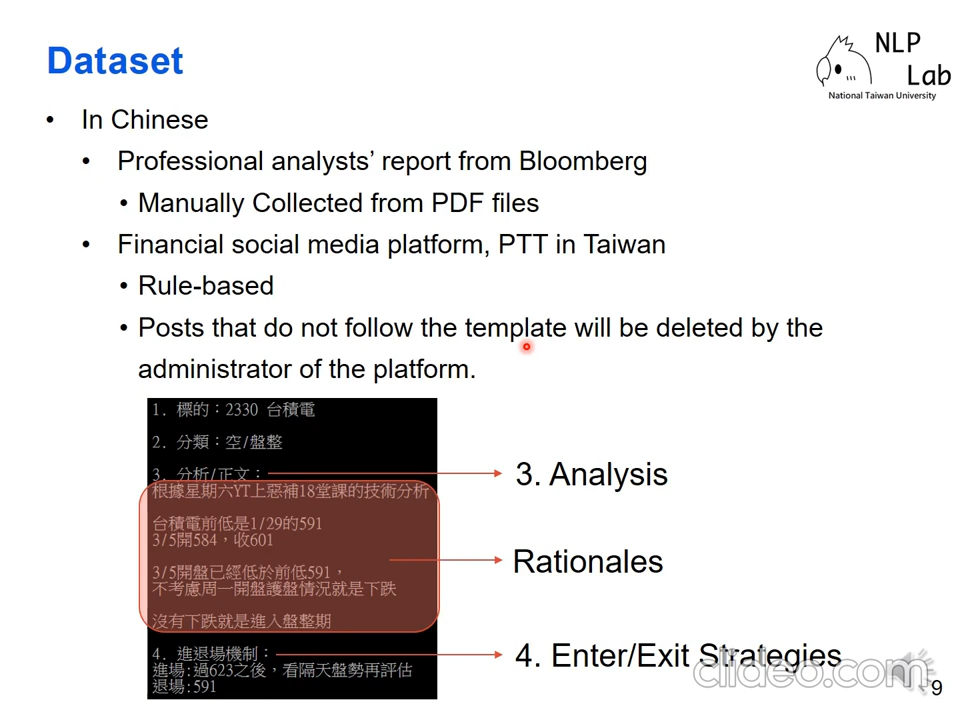 Dataset
NLP
Lab
National Taiwan University
• In Chinese
• Professional analysts’ report from Bloomberg
• Manually Collected from PDF files
• Financial social media platform, PTT in Taiwan
• Rule-based
• Posts that do not follow the template will be deleted by the
administrator of the platform.
1. 標的：2330 台積電
2. 分類：空/盤整
3. 分析/正文：
根據星期六YT上惡補18堂課的技術分析
台積電前低是1/29的591
3/5開584，收601
3/5開盤已經低於前低591，
不考慮周一開盤護盤情況就是下跌
沒有下跌就是進入盤整期
4. 進退場機制：
進場:過623之後，看隔天盤勢再評估
退場:591
3. Analysis
Rationales
4. Enter/Exit Strategies
clideo.com
9